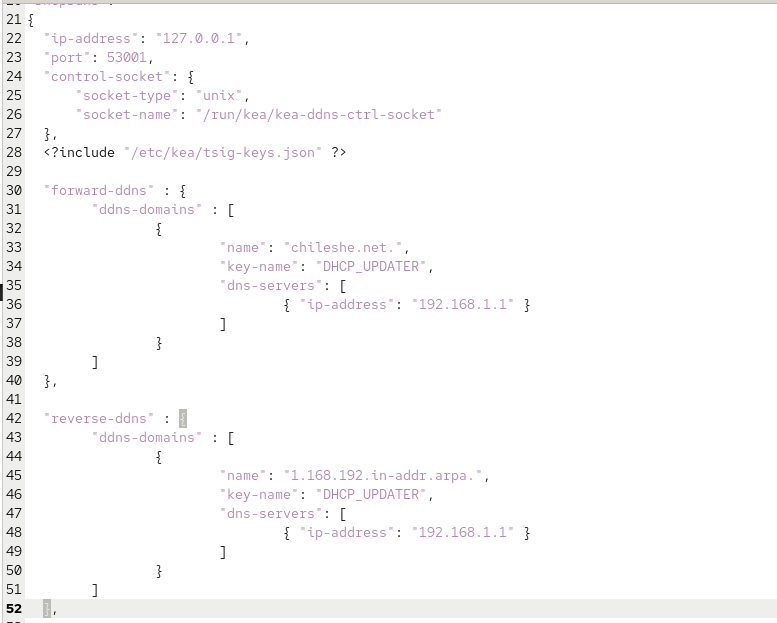 21 {
22   "ip-address": "127.0.0.1",
23   "port": 53001,
24   "control-socket": {
25       "socket-type": "unix",
26       "socket-name": "/run/kea/kea-ddns-ctrl-socket"
27   },
28   <?include "/etc/kea/tsig-keys.json" ?>
29
30   "forward-ddns" : {
31         "ddns-domains" : [
32                 {
33                         "name": "chileshe.net.",
34                         "key-name": "DHCP_UPDATER",
35                         "dns-servers": [
36                                 { "ip-address": "192.168.1.1" }
37                         ]
38                 }
39         ]
40   },
41
42   "reverse-ddns" : {
43         "ddns-domains" : [
44                 {
45                         "name": "1.168.192.in-addr.arpa.",
46                         "key-name": "DHCP_UPDATER",
47                         "dns-servers": [
48                                 { "ip-address": "192.168.1.1" }
49                         ]
50                 }
51         ]
52   },